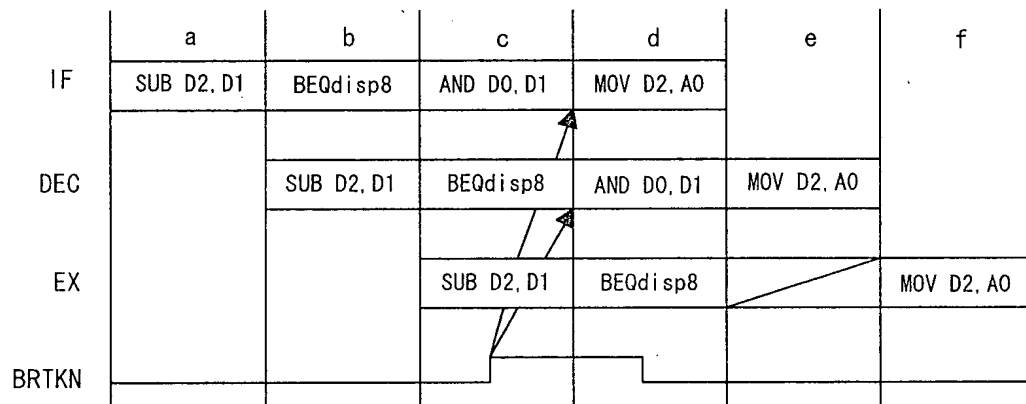 a b c d e f
IF SUB D2, D1 BEQdisp8 AND D0, D1 MOV D2, A0
DEC SUB D2, D1 BEQdisp8 AND D0, D1 MOV D2, A0
EX SUB D2, D1 BEQdisp8 MOV D2, A0
BRTKN